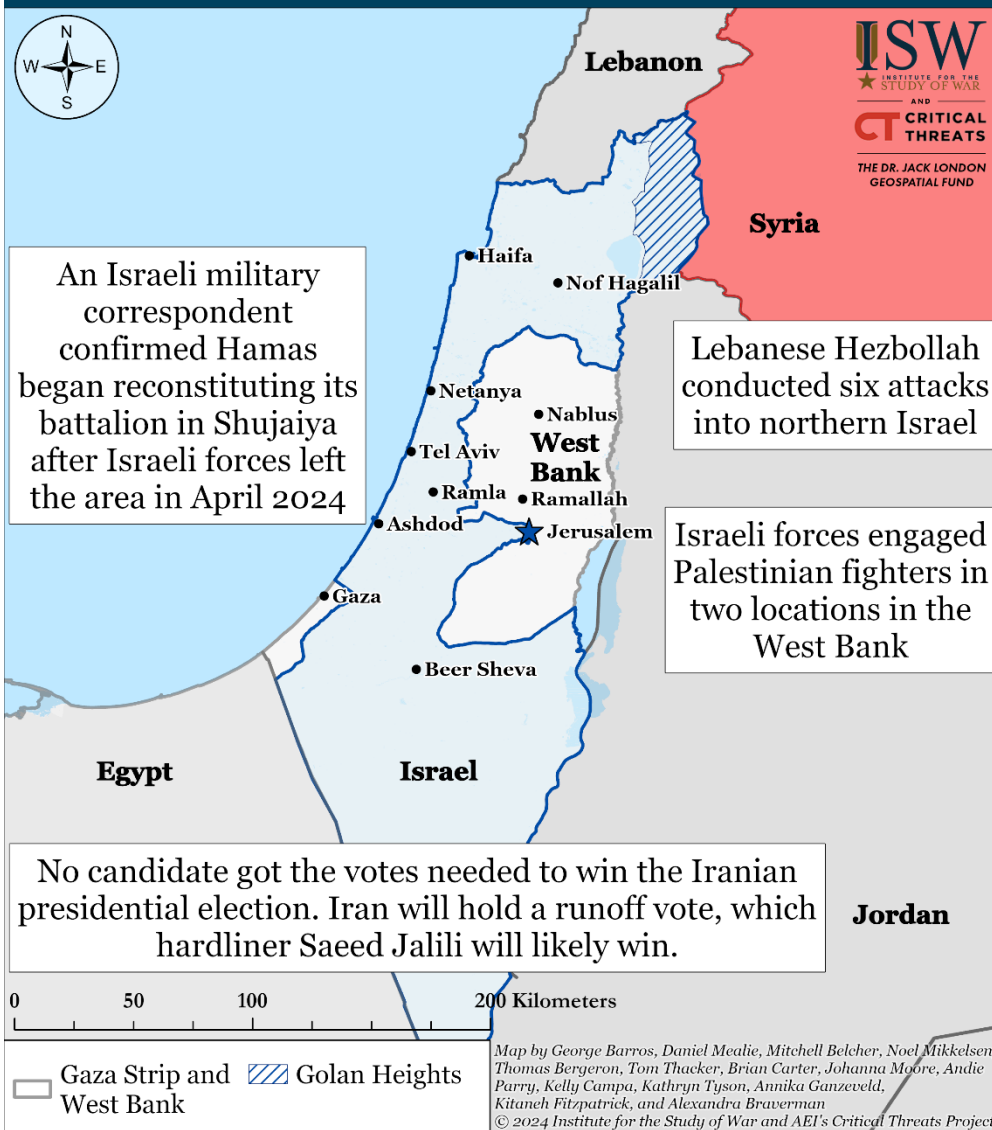 N
W
E
S
Lebanon
ISW
INSTITUTE FOR THE
STUDY OF WAR
AND
CT CRITICAL
THREATS
THE DR. JACK LONDON
GEOSPATIAL FUND
Syria
Haifa
Nof Hagalil
An Israeli military
correspondent
confirmed Hamas
began reconstituting its
battalion in Shujaiya
after Israeli forces left
the area in April 2024
Lebanese Hezbollah
conducted six attacks
into northern Israel
Netanya
Nablus
West
Bank
Tel Aviv
Ramla
Ramallah
Ashdod
Jerusalem
Israeli forces engaged
Palestinian fighters in
two locations in the
West Bank
Gaza
Beer Sheva
Egypt
Israel
No candidate got the votes needed to win the Iranian
presidential election. Iran will hold a runoff vote, which
hardliner Saeed Jalili will likely win.
Jordan
0 50 100 200 Kilometers
Gaza Strip and
West Bank
Golan Heights
Map by George Barros, Daniel Mealie, Mitchell Belcher, Noel Mikkelsen,
Thomas Bergeron, Tom Thacker, Brian Carter, Johanna Moore, Andie
Parry, Kelly Campa, Kathryn Tyson, Annika Ganzeveld,
Kitaneh Fitzpatrick, and Alexandra Braverman
© 2024 Institute for the Study of War and AEI's Critical Threats Project